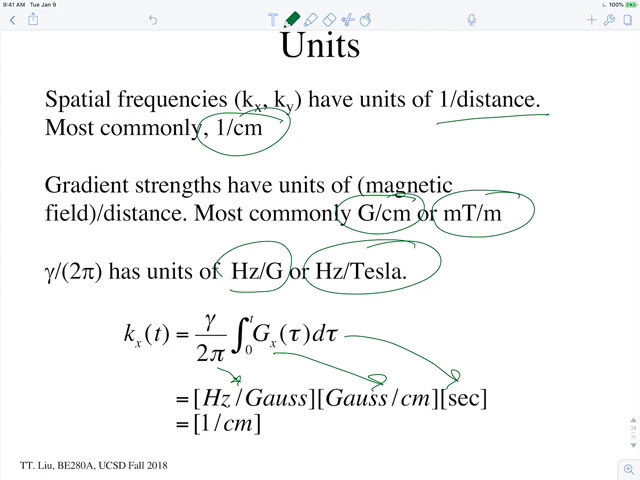 9:41 AM Tue Jan 9
100%
Units
Spatial frequencies (kx, ky) have units of 1/distance.
Most commonly, 1/cm
Gradient strengths have units of (magnetic
field)/distance. Most commonly G/cm or mT/m
γ/(2π) has units of Hz/G or Hz/Tesla.
kx(t) = γ/2π ∫₀ᵗ Gx(τ)dτ
= [Hz/Gauss][Gauss/cm][sec]
= [1/cm]
TT. Liu, BE280A, UCSD Fall 2018